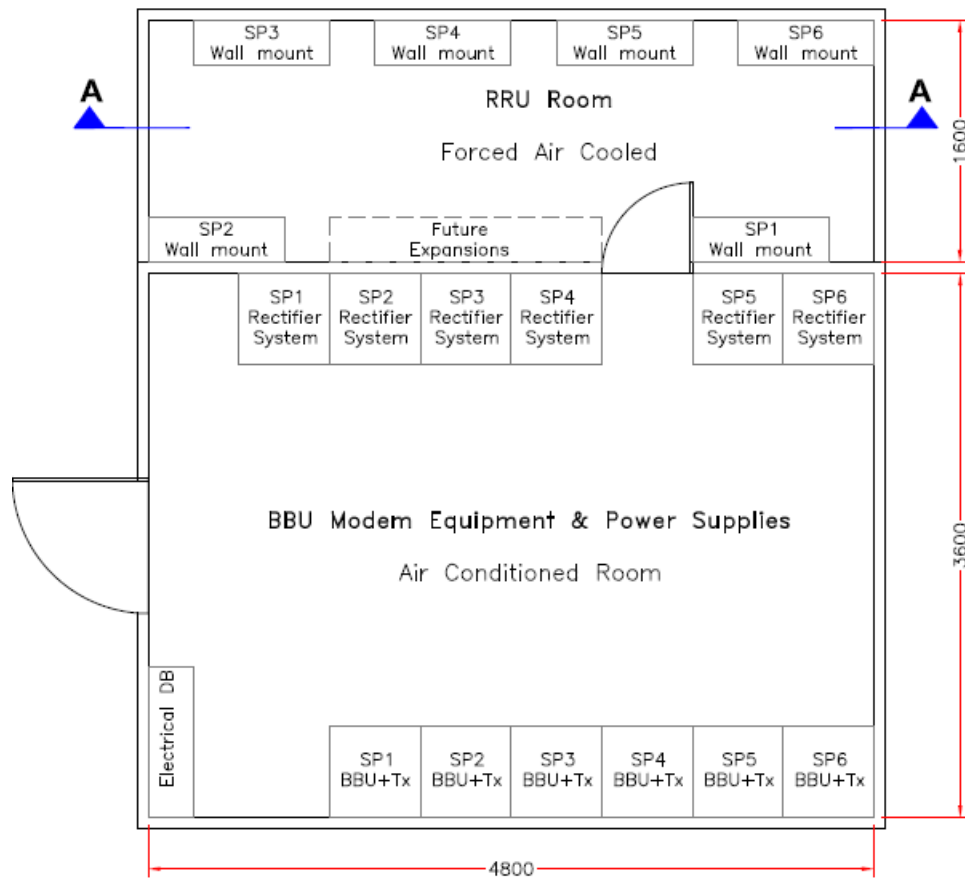 SP3
Wall mount
SP4
Wall mount
SP5
Wall mount
SP6
Wall mount
A
A
RRU Room
Forced Air Cooled
1600
SP2
Wall mount
Future
Expansions
SP1
Wall mount
SP1
Rectifier
System
SP2
Rectifier
System
SP3
Rectifier
System
SP4
Rectifier
System
SP5
Rectifier
System
SP6
Rectifier
System
BBU Modem Equipment & Power Supplies
Air Conditioned Room
3600
Electrical DB
SP1
BBU+Tx
SP2
BBU+Tx
SP3
BBU+Tx
SP4
BBU+Tx
SP5
BBU+Tx
SP6
BBU+Tx
4800